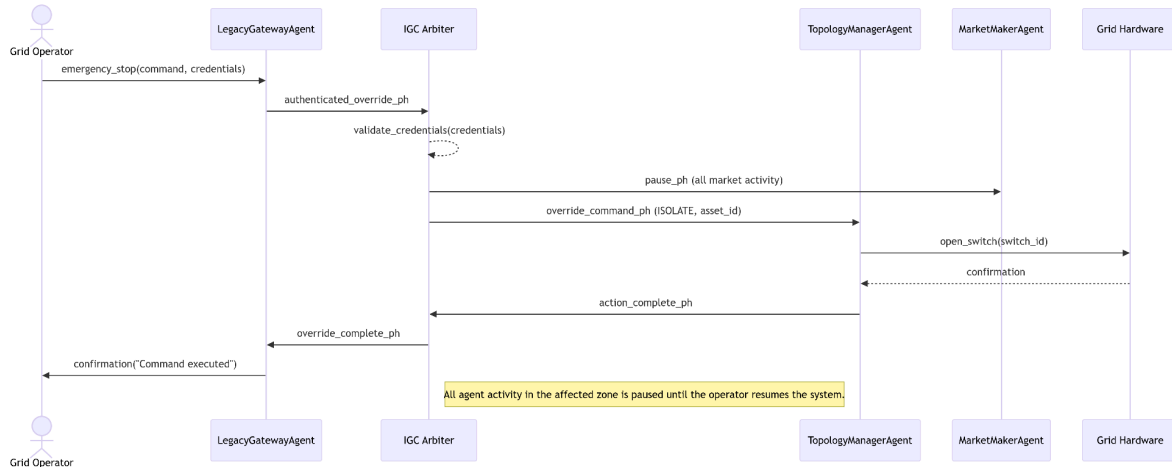 LegacyGatewayAgent
IGC Arbiter
TopologyManagerAgent
MarketMakerAgent
Grid Hardware
Grid Operator
emergency_stop(command, credentials)
authenticated_override_ph
validate_credentials(credentials)
pause_ph (all market activity)
override_command_ph (ISOLATE, asset_id)
open_switch(switch_id)
confirmation
action_complete_ph
override_complete_ph
confirmation("Command executed")
All agent activity in the affected zone is paused until the operator resumes the system.
LegacyGatewayAgent
IGC Arbiter
TopologyManagerAgent
MarketMakerAgent
Grid Hardware
Grid Operator